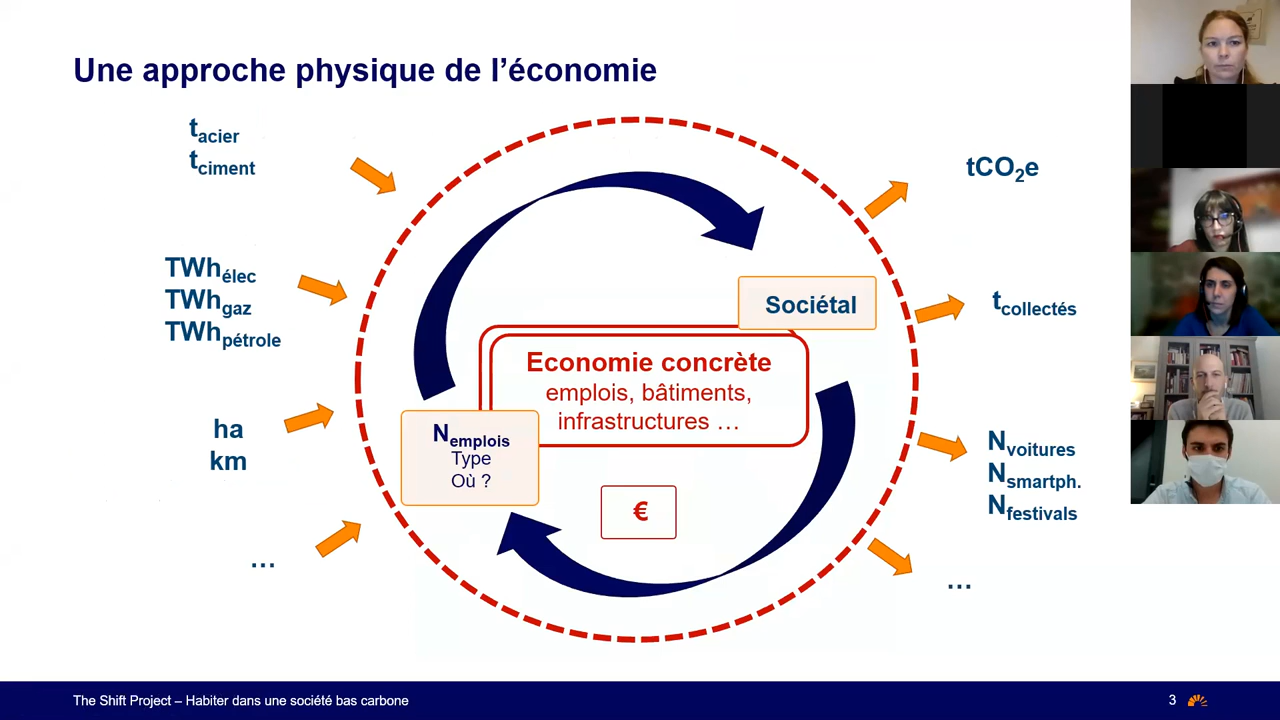 Une approche physique de l’économie
tacier
tciment
TWhélec
TWhgaz
TWhpétrole
ha
km
…
Sociétal
Economie concrète
emplois, bâtiments,
infrastructures …
Nemplois
Type
Où ?
€
tCO2e
tcollectés
Nvoitures
Nsmartph.
Nfestivals
…
The Shift Project – Habiter dans une société bas carbone
3